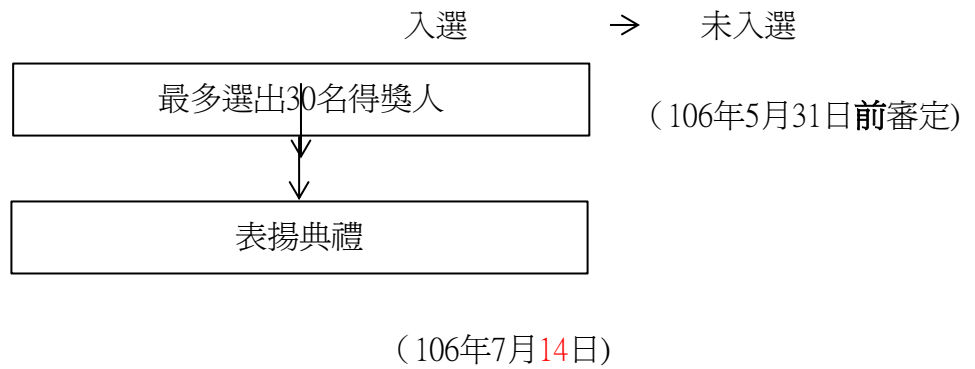 入選 → 未入選
最多選出30名得獎人
（106年5月31日前審定)
表揚典禮
（106年7月14日)